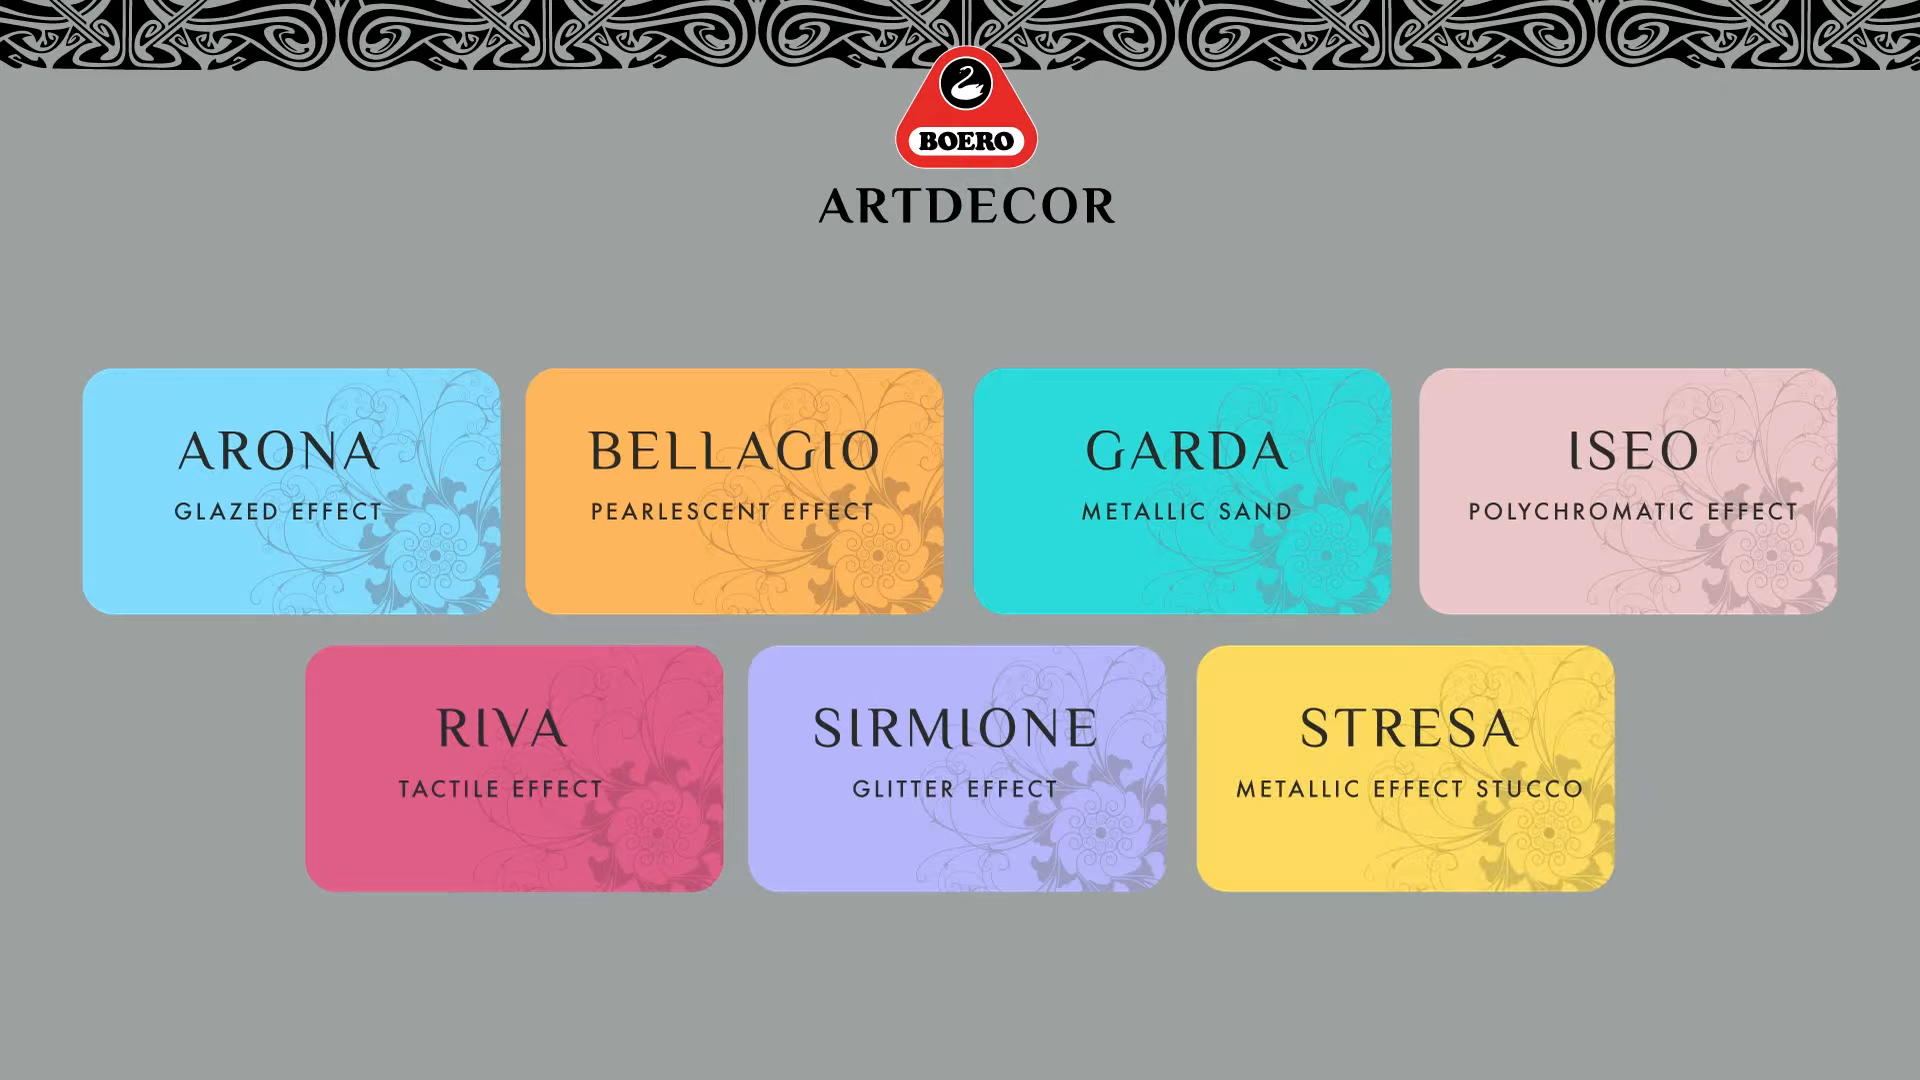 BOERO
ARTDECOR
ARONA
GLAZED EFFECT
BELLAGIO
PEARLESCENT EFFECT
GARDA
METALLIC SAND
ISEO
POLYCHROMATIC EFFECT
RIVA
TACTILE EFFECT
SIRMIONE
GLITTER EFFECT
STRESA
METALLIC EFFECT STUCCO